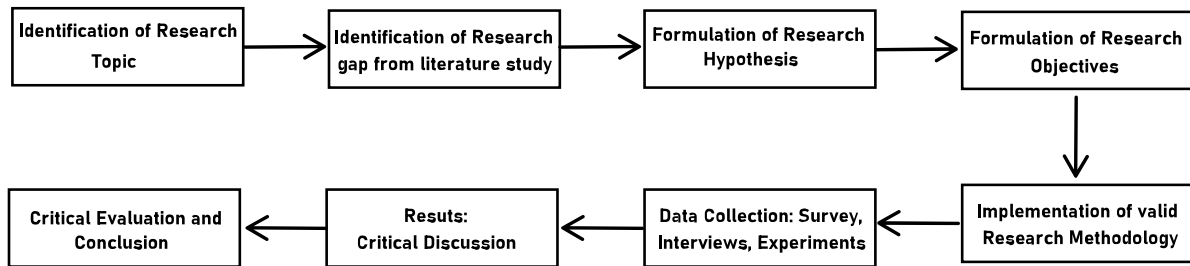 Identification of Research
Topic
Identification of Research
gap from literature study
Formulation of Research
Hypothesis
Formulation of Research
Objectives
Implementation of valid
Research Methodology
Data Collection: Survey,
Interviews, Experiments
Resuts:
Critical Discussion
Critical Evaluation and
Conclusion